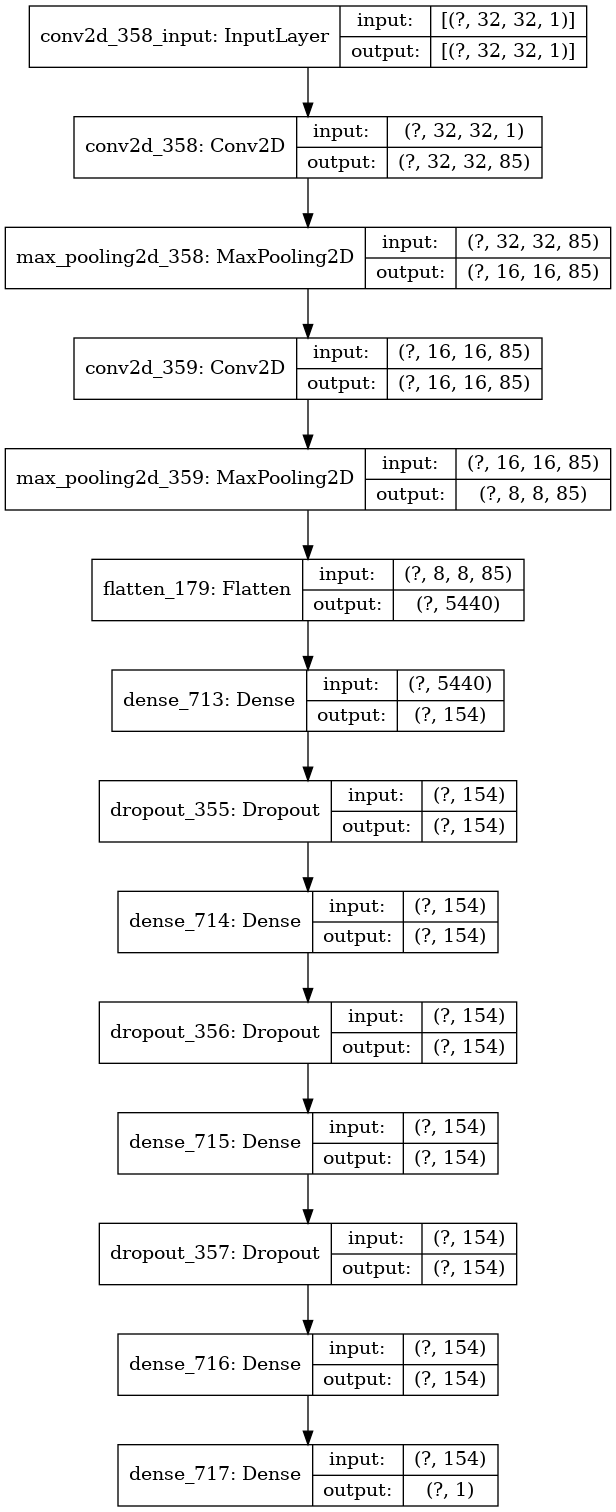 conv2d_358_input: InputLayer
input: [(?, 32, 32, 1)]
output: [(?, 32, 32, 1)]
conv2d_358: Conv2D
input: (?, 32, 32, 1)
output: (?, 32, 32, 85)
max_pooling2d_358: MaxPooling2D
input: (?, 32, 32, 85)
output: (?, 16, 16, 85)
conv2d_359: Conv2D
input: (?, 16, 16, 85)
output: (?, 16, 16, 85)
max_pooling2d_359: MaxPooling2D
input: (?, 16, 16, 85)
output: (?, 8, 8, 85)
flatten_179: Flatten
input: (?, 8, 8, 85)
output: (?, 5440)
dense_713: Dense
input: (?, 5440)
output: (?, 154)
dropout_355: Dropout
input: (?, 154)
output: (?, 154)
dense_714: Dense
input: (?, 154)
output: (?, 154)
dropout_356: Dropout
input: (?, 154)
output: (?, 154)
dense_715: Dense
input: (?, 154)
output: (?, 154)
dropout_357: Dropout
input: (?, 154)
output: (?, 154)
dense_716: Dense
input: (?, 154)
output: (?, 154)
dense_717: Dense
input: (?, 154)
output: (?, 1)